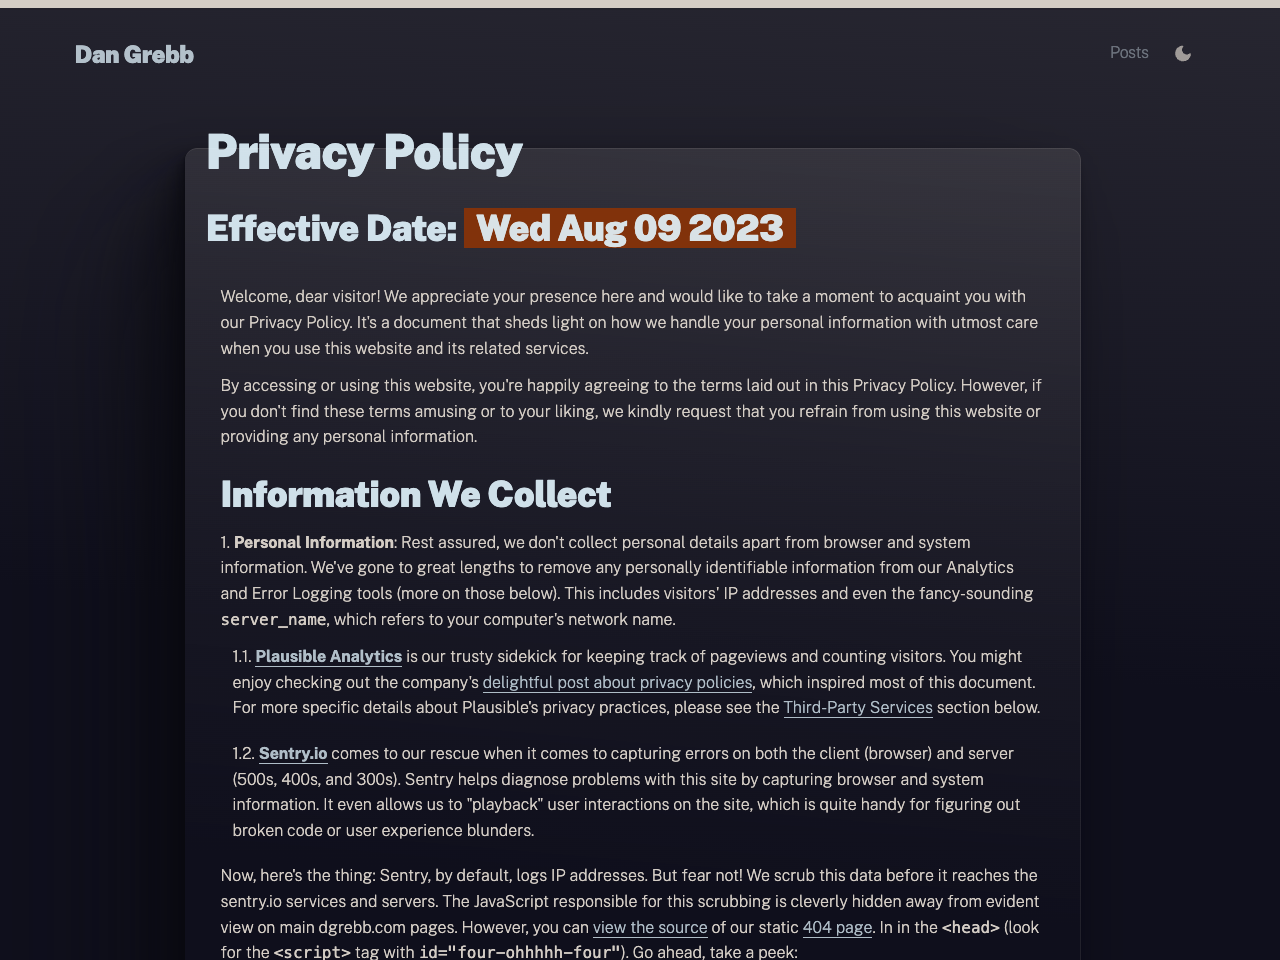 Dan Grebb
Posts
Privacy Policy
Effective Date: Wed Aug 09 2023
Welcome, dear visitor! We appreciate your presence here and would like to take a moment to acquaint you with
our Privacy Policy. It's a document that sheds light on how we handle your personal information with utmost care
when you use this website and its related services.
By accessing or using this website, you're happily agreeing to the terms laid out in this Privacy Policy. However, if
you don't find these terms amusing or to your liking, we kindly request that you refrain from using this website or
providing any personal information.
Information We Collect
1. Personal Information: Rest assured, we don't collect personal details apart from browser and system
information. We've gone to great lengths to remove any personally identifiable information from our Analytics
and Error Logging tools (more on those below). This includes visitors' IP addresses and even the fancy-sounding
server_name, which refers to your computer's network name.
1.1. Plausible Analytics is our trusty sidekick for keeping track of pageviews and counting visitors. You might
enjoy checking out the company's delightful post about privacy policies, which inspired most of this document.
For more specific details about Plausible's privacy practices, please see the Third-Party Services section below.
1.2. Sentry.io comes to our rescue when it comes to capturing errors on both the client (browser) and server
(500s, 400s, and 300s). Sentry helps diagnose problems with this site by capturing browser and system
information. It even allows us to "playback" user interactions on the site, which is quite handy for figuring out
broken code or user experience blunders.
Now, here's the thing: Sentry, by default, logs IP addresses. But fear not! We scrub this data before it reaches the
sentry.io services and servers. The JavaScript responsible for this scrubbing is cleverly hidden away from evident
view on main dgrebb.com pages. However, you can view the source of our static 404 page. In in the <head> (look
for the <script> tag with id="four-ohhhhh-four"). Go ahead, take a peek: